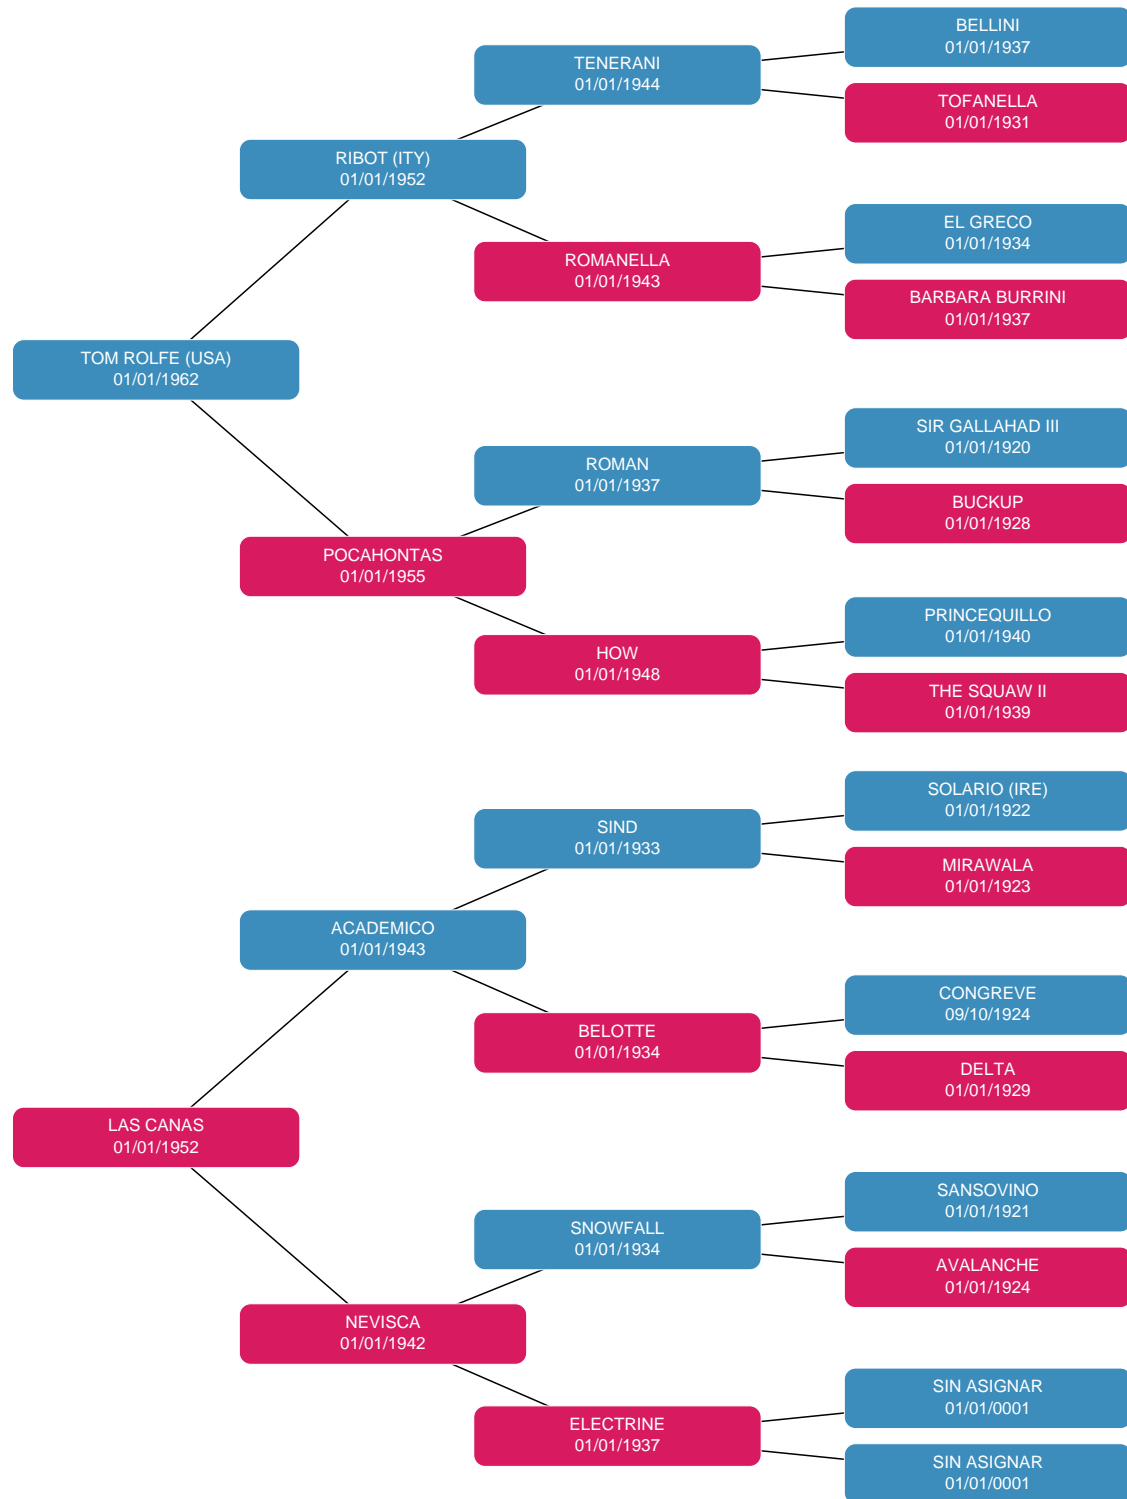 BELLINI
01/01/1937
TENERANI
01/01/1944
TOFANELLA
01/01/1931
RIBOT (ITY)
01/01/1952
EL GRECO
01/01/1934
ROMANELLA
01/01/1943
BARBARA BURRINI
01/01/1937
TOM ROLFE (USA)
01/01/1962
SIR GALLAHAD III
01/01/1920
ROMAN
01/01/1937
BUCKUP
01/01/1928
POCAHONTAS
01/01/1955
PRINCEQUILLO
01/01/1940
HOW
01/01/1948
THE SQUAW II
01/01/1939
SOLARIO (IRE)
01/01/1922
SIND
01/01/1933
MIRAWALA
01/01/1923
ACADEMICO
01/01/1943
CONGREVE
09/10/1924
BELOTTE
01/01/1934
DELTA
01/01/1929
LAS CANAS
01/01/1952
SANSOVINO
01/01/1921
SNOWFALL
01/01/1934
AVALANCHE
01/01/1924
NEVISCA
01/01/1942
SIN ASIGNAR
01/01/0001
ELECTRINE
01/01/1937
SIN ASIGNAR
01/01/0001